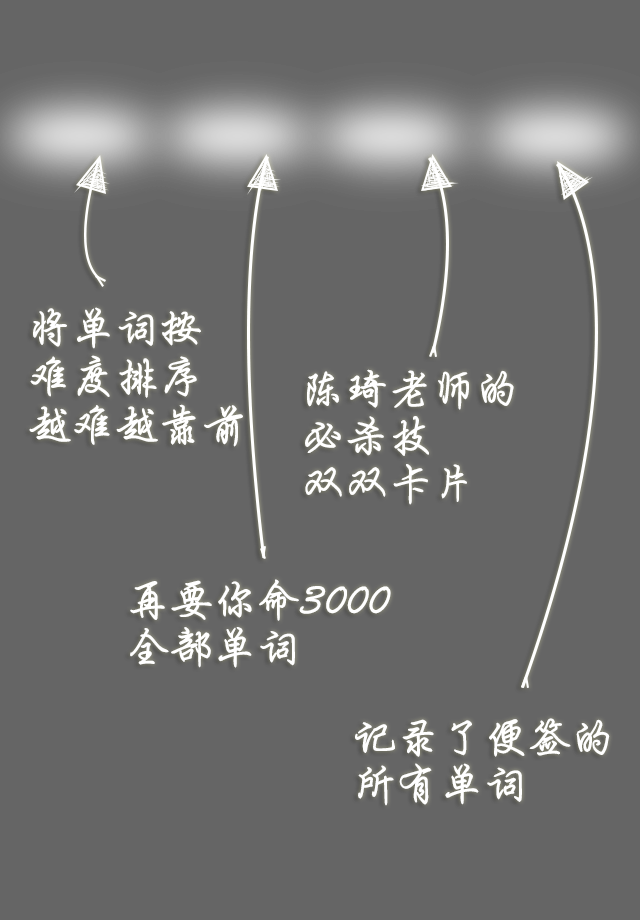 将单词按
难度排序
越难越靠前
陈琦老师的
必杀技
双双卡片
再要你命3000
全部单词
记录了便签的
所有单词